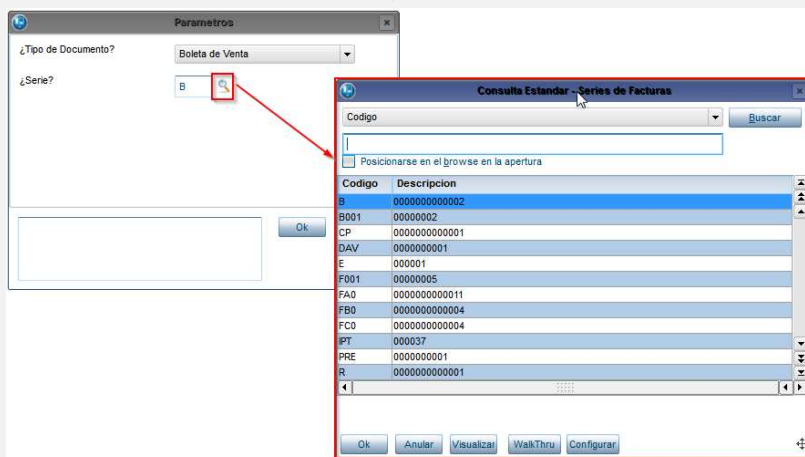 Parametros
¿Tipo de Documento?
Boleta de Venta
¿Serie?
B
Ok
Consulta Estandar - Series de Facturas
Codigo
Buscar
Posicionarse en el browse en la apertura
Codigo Descripcion
B 0000000000002
B001 00000002
CP 0000000000001
DAV 0000000001
E 000001
F001 00000005
FA0 0000000000011
FB0 0000000000004
FC0 0000000000004
IPT 000037
PRE 0000000001
R 0000000000001
Ok Anular Visualizar WalkThru Configurar